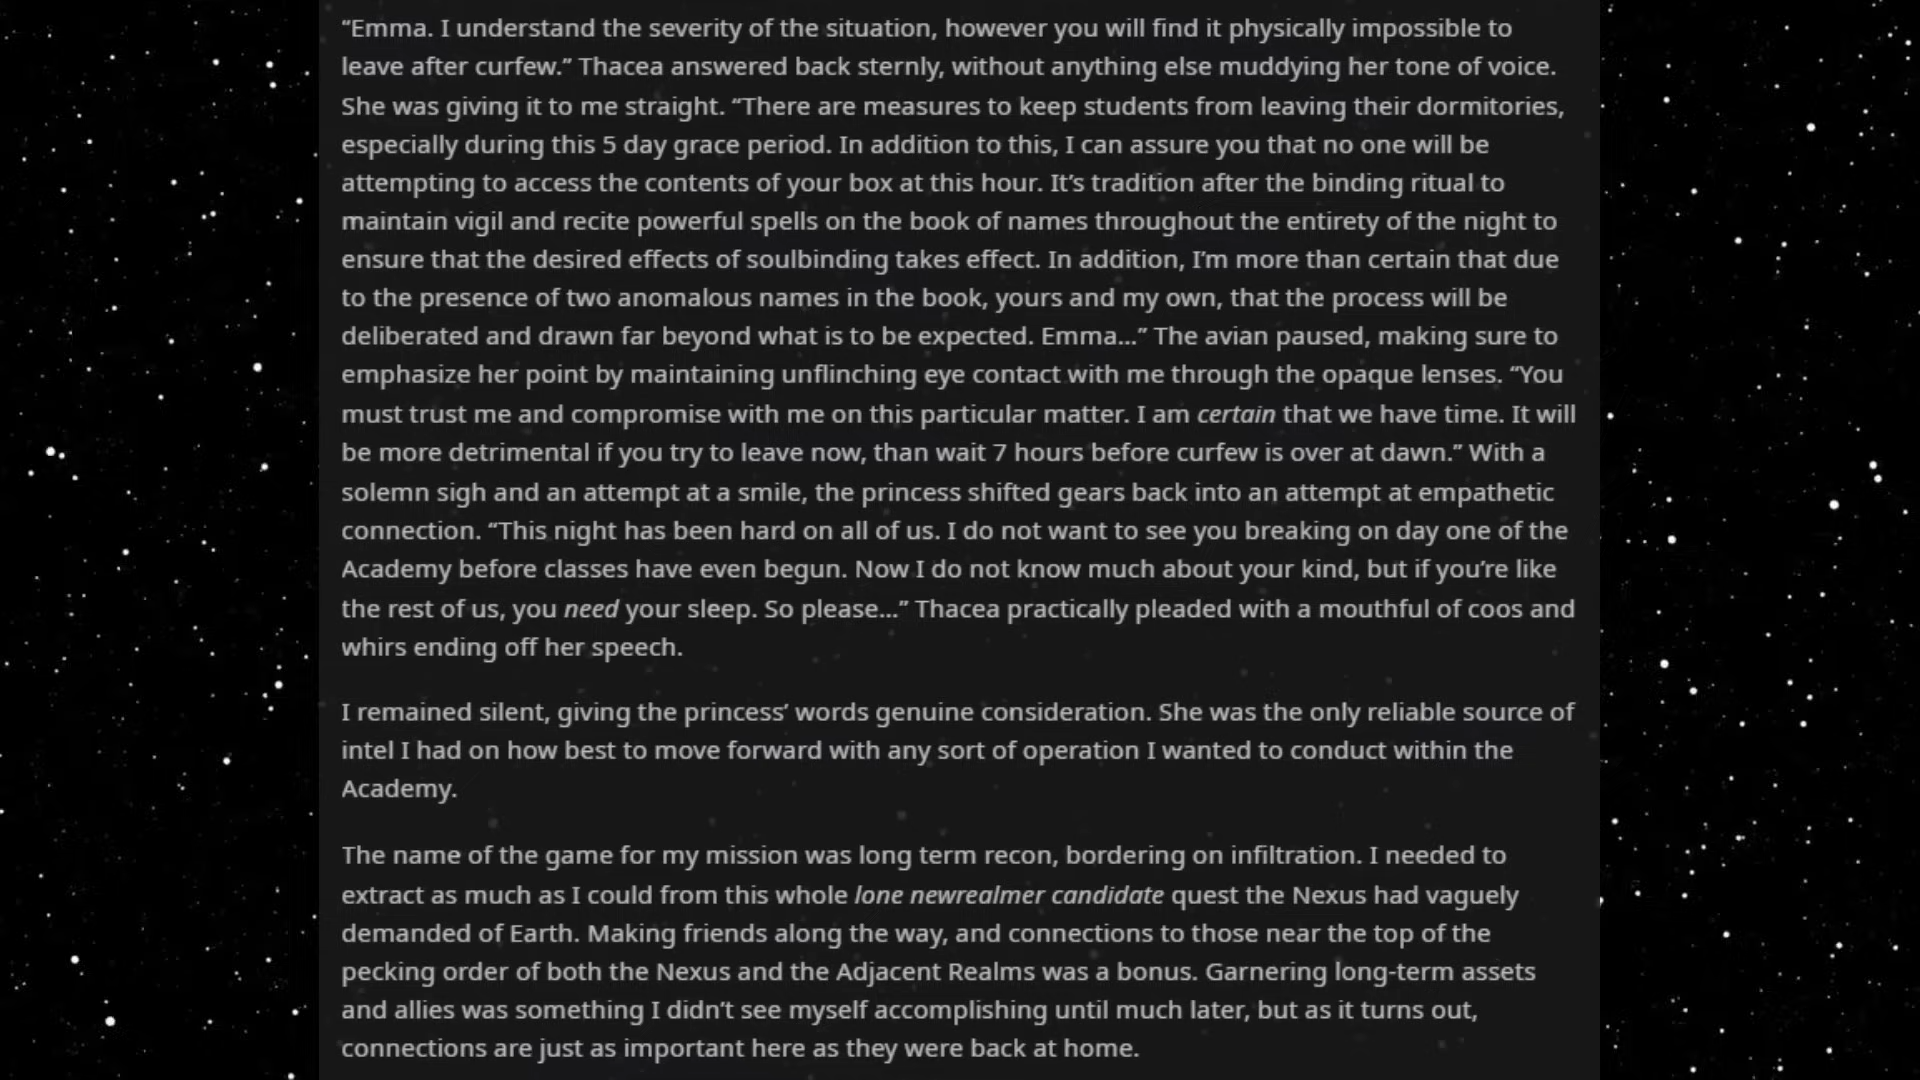 “Emma. I understand the severity of the situation, however you will find it physically impossible to
leave after curfew.” Thacea answered back sternly, without anything else muddying her tone of voice.
She was giving it to me straight. “There are measures to keep students from leaving their dormitories,
especially during this 5 day grace period. In addition to this, I can assure you that no one will be
attempting to access the contents of your box at this hour. It’s tradition after the binding ritual to
maintain vigil and recite powerful spells on the book of names throughout the entirety of the night to
ensure that the desired effects of soulbinding takes effect. In addition, I’m more than certain that due
to the presence of two anomalous names in the book, yours and my own, that the process will be
deliberated and drawn far beyond what is to be expected. Emma…” The avian paused, making sure to
emphasize her point by maintaining unflinching eye contact with me through the opaque lenses. “You
must trust me and compromise with me on this particular matter. I am certain that we have time. It will
be more detrimental if you try to leave now, than wait 7 hours before curfew is over at dawn.” With a
solemn sigh and an attempt at a smile, the princess shifted gears back into an attempt at empathetic
connection. “This night has been hard on all of us. I do not want to see you breaking on day one of the
Academy before classes have even begun. Now I do not know much about your kind, but if you’re like
the rest of us, you need your sleep. So please…” Thacea practically pleaded with a mouthful of coos and
whirs ending off her speech.
I remained silent, giving the princess’ words genuine consideration. She was the only reliable source of
intel I had on how best to move forward with any sort of operation I wanted to conduct within the
Academy.
The name of the game for my mission was long term recon, bordering on infiltration. I needed to
extract as much as I could from this whole lone newrealmer candidate quest the Nexus had vaguely
demanded of Earth. Making friends along the way, and connections to those near the top of the
pecking order of both the Nexus and the Adjacent Realms was a bonus. Garnering long-term assets
and allies was something I didn’t see myself accomplishing until much later, but as it turns out,
connections are just as important here as they were back at home.